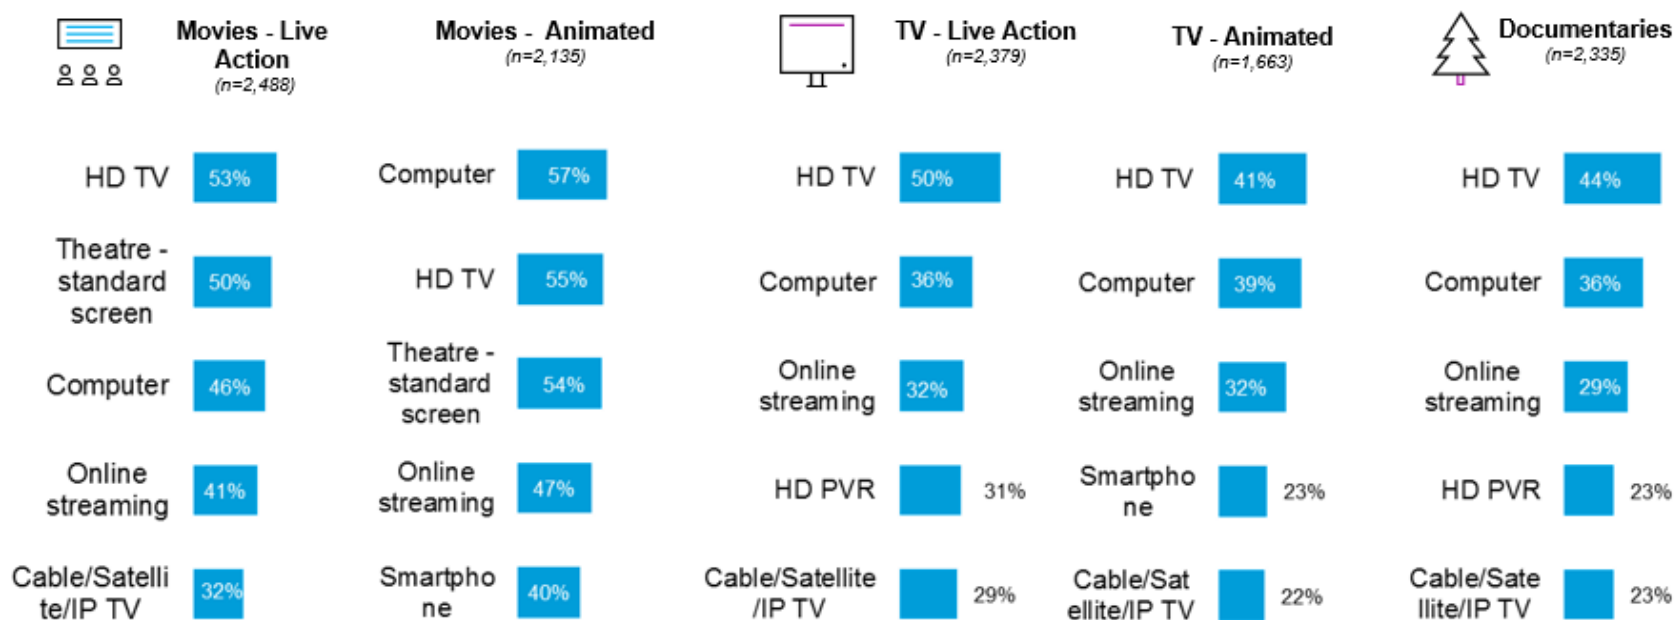 Movies - Live
Action
(n=2,488)
Movies - Animated
(n=2,135)
TV - Live Action
(n=2,379)
TV - Animated
(n=1,663)
Documentaries
(n=2,335)
HD TV
53%
Theatre -
standard
screen
50%
Computer
46%
Online
streaming
41%
Cable/Satelli
te/IP TV
32%
Computer
57%
HD TV
55%
Theatre -
standard
screen
54%
Online
streaming
47%
Smartpho
ne
40%
HD TV
50%
Computer
36%
Online
streaming
32%
HD PVR
31%
Cable/Satellite
/IP TV
29%
HD TV
41%
Computer
39%
Online
streaming
32%
Smartpho
ne
23%
Cable/Sat
ellite/IP TV
22%
HD TV
44%
Computer
36%
Online
streaming
29%
HD PVR
23%
Cable/Sate
llite/IP TV
23%